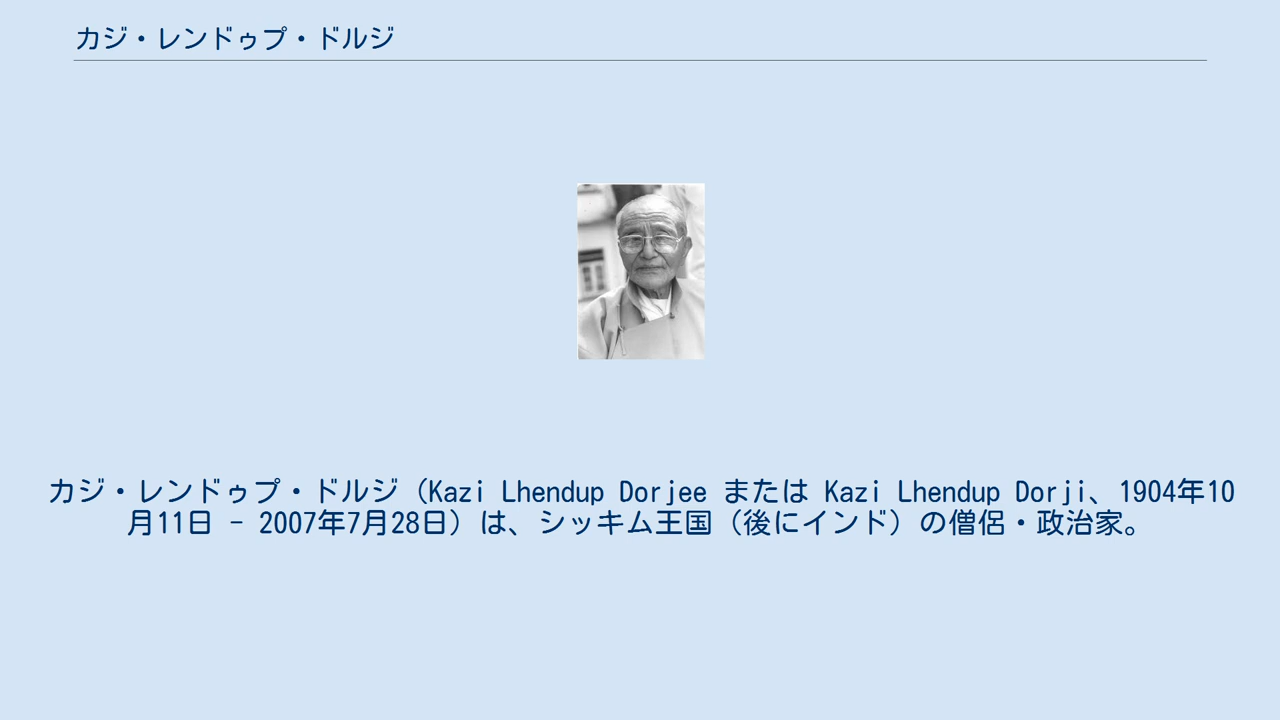 カジ・レンドゥプ・ドルジ
カジ・レンドゥプ・ドルジ（Kazi Lhendup Dorjee または Kazi Lhendup Dorji、1904年10
月11日 - 2007年7月28日）は、シッキム王国（後にインド）の僧侶・政治家。